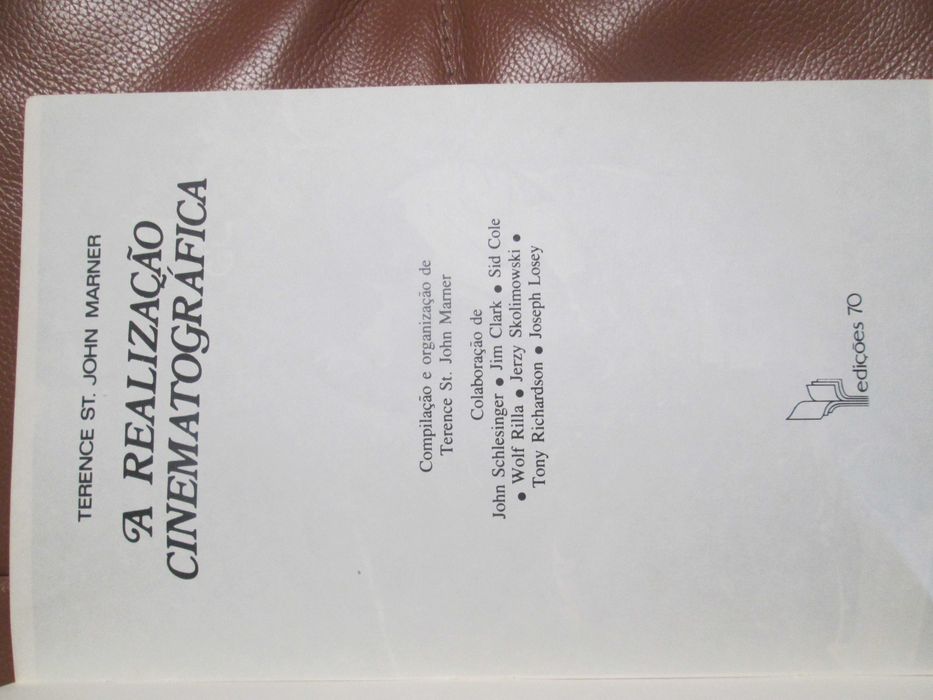 TERENCE ST. JOHN MARNER
A REALIZAÇÃO
CINEMATOGRÁFICA
Compilação e organização de
Terence St. John Marner
Colaboração de
John Schlesinger ● Jim Clark ● Sid Cole
● Wolf Rilla ● Jerzy Skolimowski ●
Tony Richardson ● Joseph Losey
edições 70